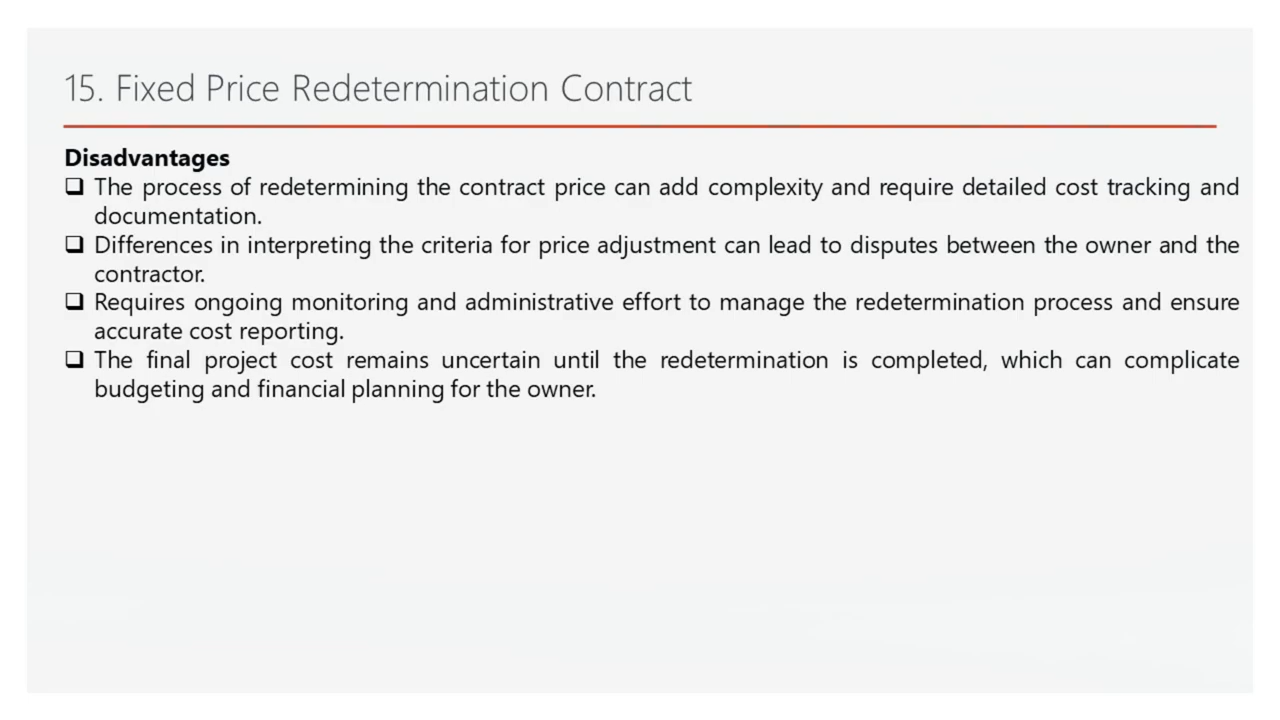 15. Fixed Price Redetermination Contract
Disadvantages
❑ The process of redetermining the contract price can add complexity and require detailed cost tracking and
documentation.
❑ Differences in interpreting the criteria for price adjustment can lead to disputes between the owner and the
contractor.
❑ Requires ongoing monitoring and administrative effort to manage the redetermination process and ensure
accurate cost reporting.
❑ The final project cost remains uncertain until the redetermination is completed, which can complicate
budgeting and financial planning for the owner.